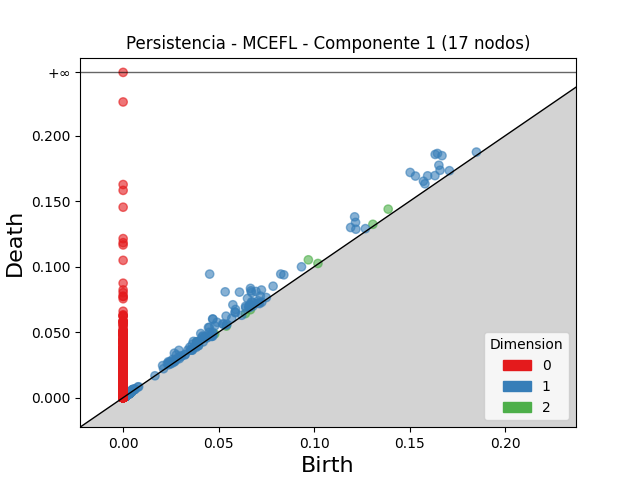 Persistencia - MCEFL - Componente 1 (17 nodos)
+∞
0.200
0.150
0.100
0.050
0.000
Death
Dimension
0
1
2
0.00 0.05 0.10 0.15 0.20
Birth